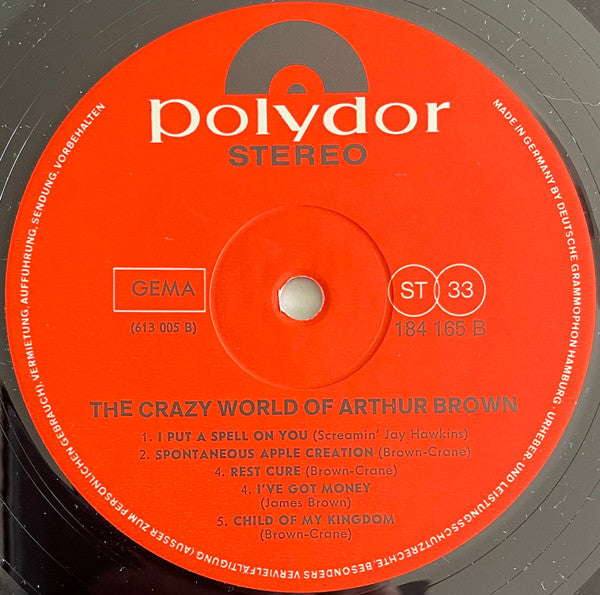 polydor
STEREO
GEMA
(613 005 B)
ST 33
184 165 B
THE CRAZY WORLD OF ARTHUR BROWN
1. I PUT A SPELL ON YOU (Screamin' Jay Hawkins)
2. SPONTANEOUS APPLE CREATION (Brown-Crane)
4. REST CURE (Brown-Crane)
4. I'VE GOT MONEY
(James Brown)
5. CHILD OF MY KINGDOM
(Brown-Crane)
MADE IN GERMANY BY DEUTSCHE GRAMMOPHON HAMBURG · URHEBER- UND LEISTUNGSSCHUTZRECHTE, BESONDERS VERVIELFÄLTIGUNG (AUSSER ZUM PERSÖNLICHEN GEBRAUCH), VERMIETUNG, AUFFÜHRUNG, SENDUNG, VORBEHALTEN